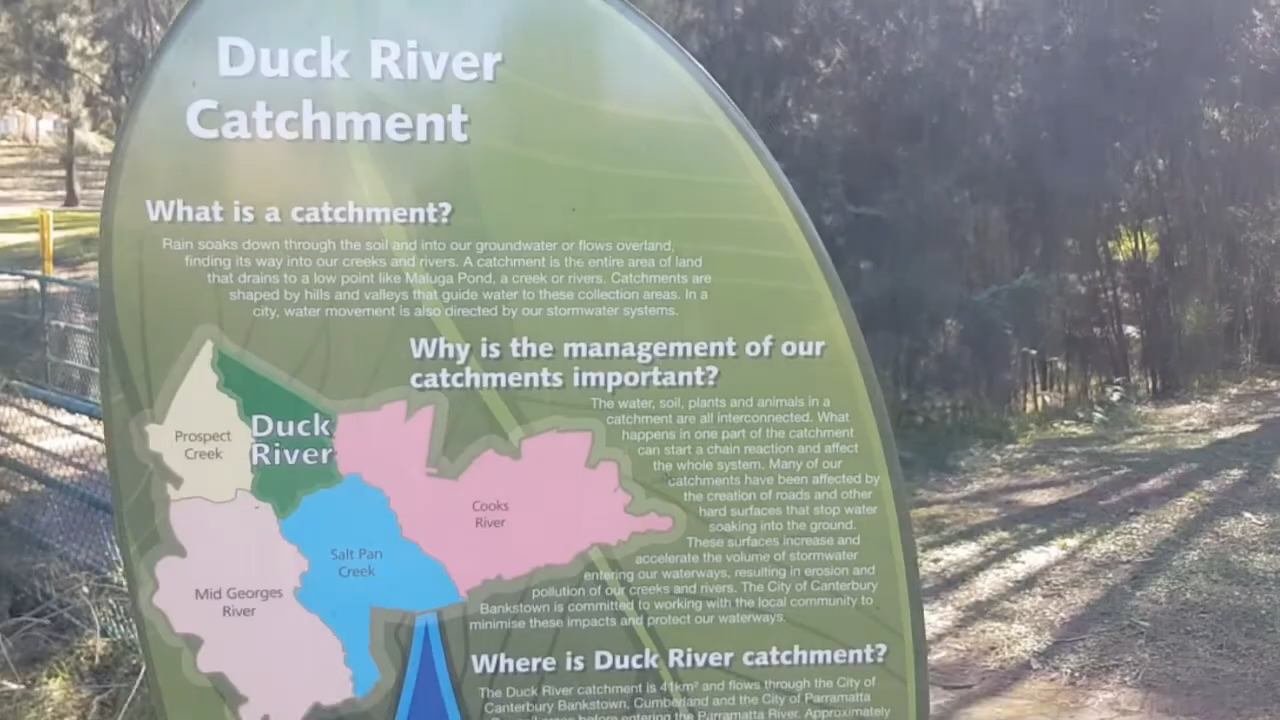 Duck River
Catchment
What is a catchment?
Rain soaks down through the soil and into our groundwater or flows overland,
finding its way into our creeks and rivers. A catchment is the entire area of land
that drains to a low point like Maluga Pond, a creek or rivers. Catchments are
shaped by hills and valleys that guide water to these collection areas. In a
city, water movement is also directed by our stormwater systems.
Why is the management of our
catchments important?
The water, soil, plants and animals in a
catchment are all interconnected. What
happens in one part of the catchment
can start a chain reaction and affect
the whole system. Many of our
catchments have been affected by
the creation of roads and other
hard surfaces that stop water
soaking into the ground.
These surfaces increase and
accelerate the volume of stormwater
entering our waterways, resulting in erosion and
pollution of our creeks and rivers. The City of Canterbury
Bankstown is committed to working with the local community to
minimise these impacts and protect our waterways.
Prospect
Creek
Duck
River
Cooks
River
Salt Pan
Creek
Mid Georges
River
Where is Duck River catchment?
The Duck River catchment is 41km² and flows through the City of
Canterbury Bankstown, Cumberland and the City of Parramatta
before entering the Parramatta River. Approximately